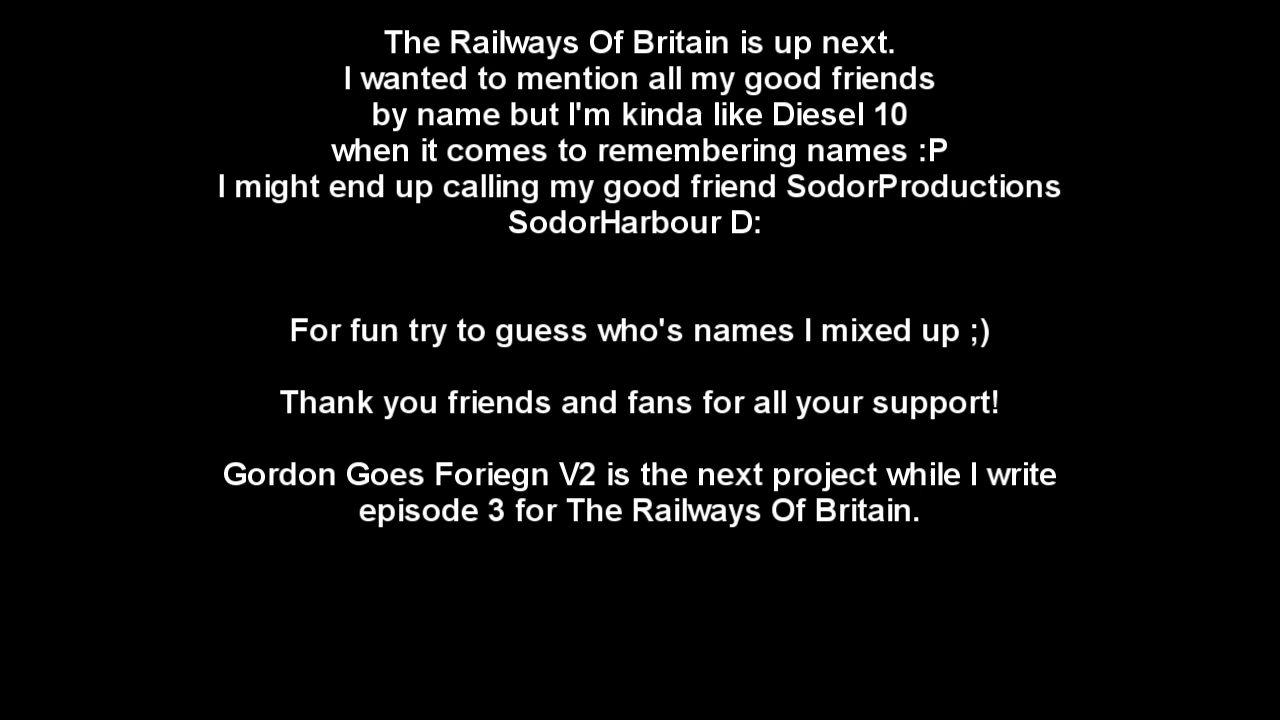 The Railways Of Britain is up next.
I wanted to mention all my good friends
by name but I'm kinda like Diesel 10
when it comes to remembering names :P
I might end up calling my good friend SodorProductions
SodorHarbour D:
For fun try to guess who's names I mixed up ;)
Thank you friends and fans for all your support!
Gordon Goes Foriegn V2 is the next project while I write
episode 3 for The Railways Of Britain.